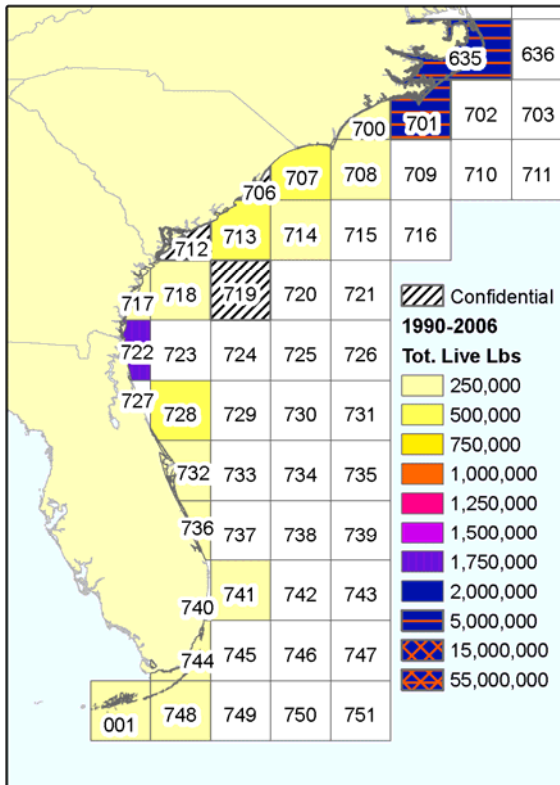 635 636
700 701 702 703
706 707 708 709 710 711
712 713 714 715 716
717 718 719 720 721
722 723 724 725 726
727 728 729 730 731
732 733 734 735
736 737 738 739
740 741 742 743
744 745 746 747
001 748 749 750 751
Confidential
1990-2006
Tot. Live Lbs
250,000
500,000
750,000
1,000,000
1,250,000
1,500,000
1,750,000
2,000,000
5,000,000
15,000,000
55,000,000